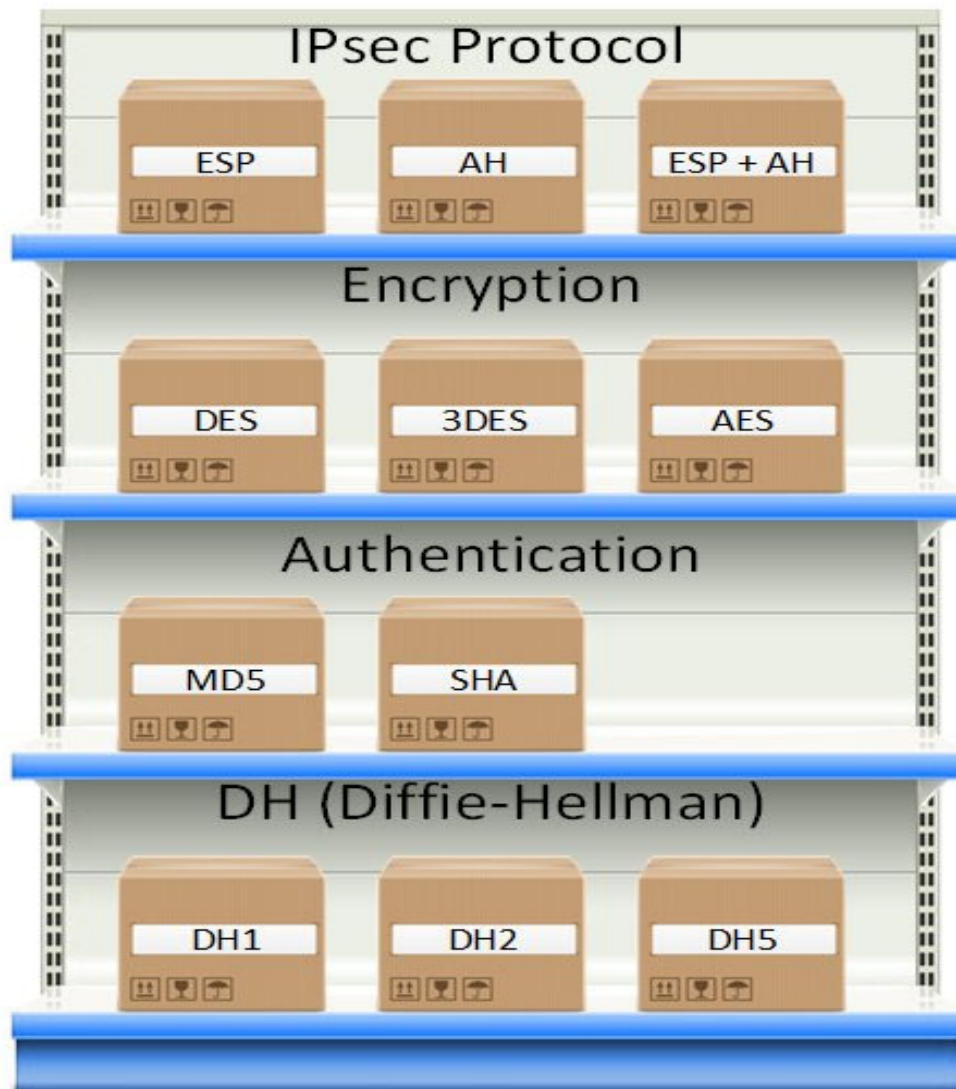 IPsec Protocol
ESP AH ESP + AH
Encryption
DES 3DES AES
Authentication
MD5 SHA
DH (Diffie-Hellman)
DH1 DH2 DH5